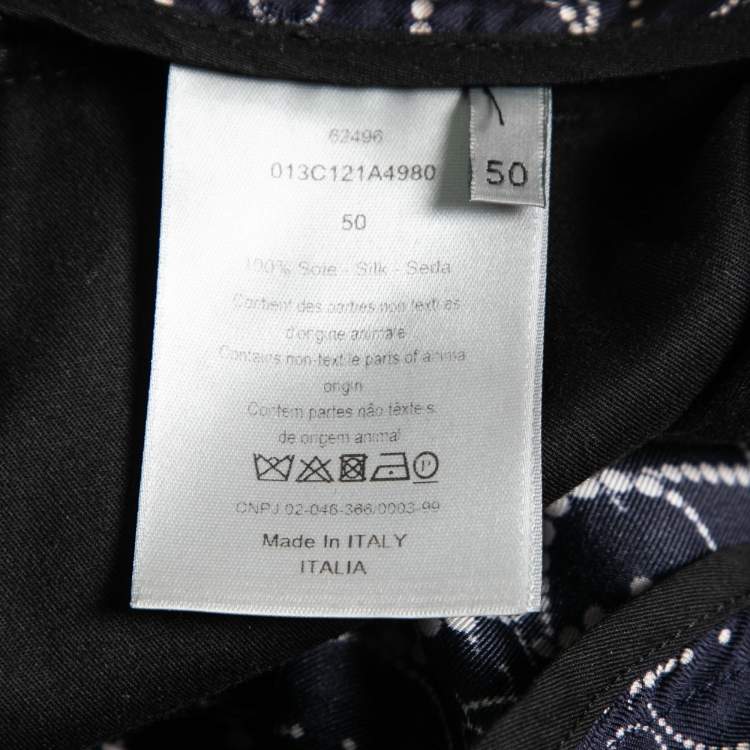 62496
013C121A4980
50
50
100% Soie - Silk - Seda
Contient des parties non textiles
d'origine animale
Contains non-textile parts of animal
origin
Contem partes não têxteis
de origem animal
CNPJ 02-046-366/0003-99
Made In ITALY
ITALIA